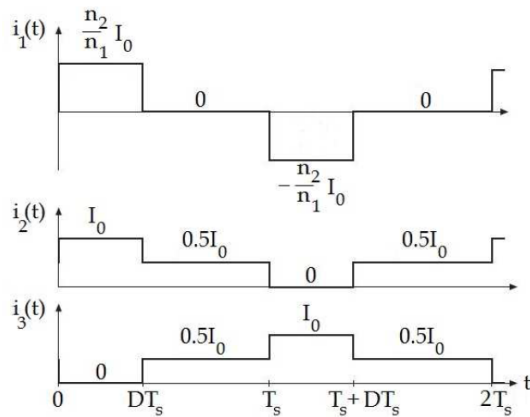 i₁(t)
n₂/n₁ I₀
0
0
-n₂/n₁ I₀
i₂(t)
I₀
0.5I₀
0
0.5I₀
i₃(t)
0
0.5I₀
I₀
0.5I₀
t
0
DTₛ
Tₛ
Tₛ+DTₛ
2Tₛ